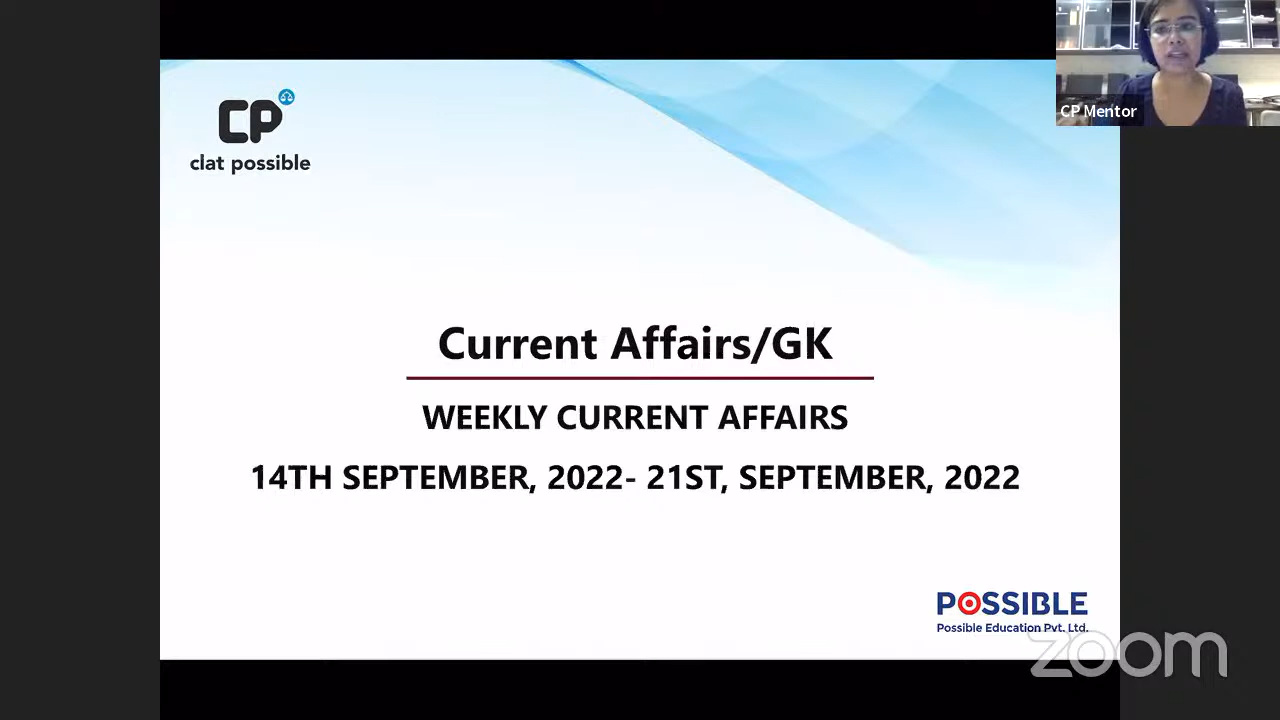 CP Mentor
CP
clat possible
Current Affairs/GK
WEEKLY CURRENT AFFAIRS
14TH SEPTEMBER, 2022- 21ST, SEPTEMBER, 2022
POSSIBLE
Possible Education Pvt. Ltd.
zoom